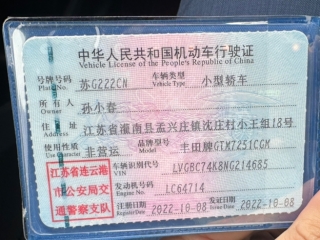 中华人民共和国机动车行驶证
Vehicle License of the People's Republic of China
号牌号码 苏G222CN 车辆类型 小型轿车
Plate No. Vehicle Type
所有人 孙小春
Owner
住址 江苏省灌南县孟兴庄镇沈庄村小王组18号
Address
使用性质 非营运 品牌型号 丰田牌GTM7251CGM
Use Character Model
车辆识别代号 LVGBC74K8NG214685
VIN
江苏省连云港
市公安局交
通警察支队
发动机号码 LC64714
Engine No.
注册日期 2022-10-08 发证日期 2022-10-08
Register Date Issue Date